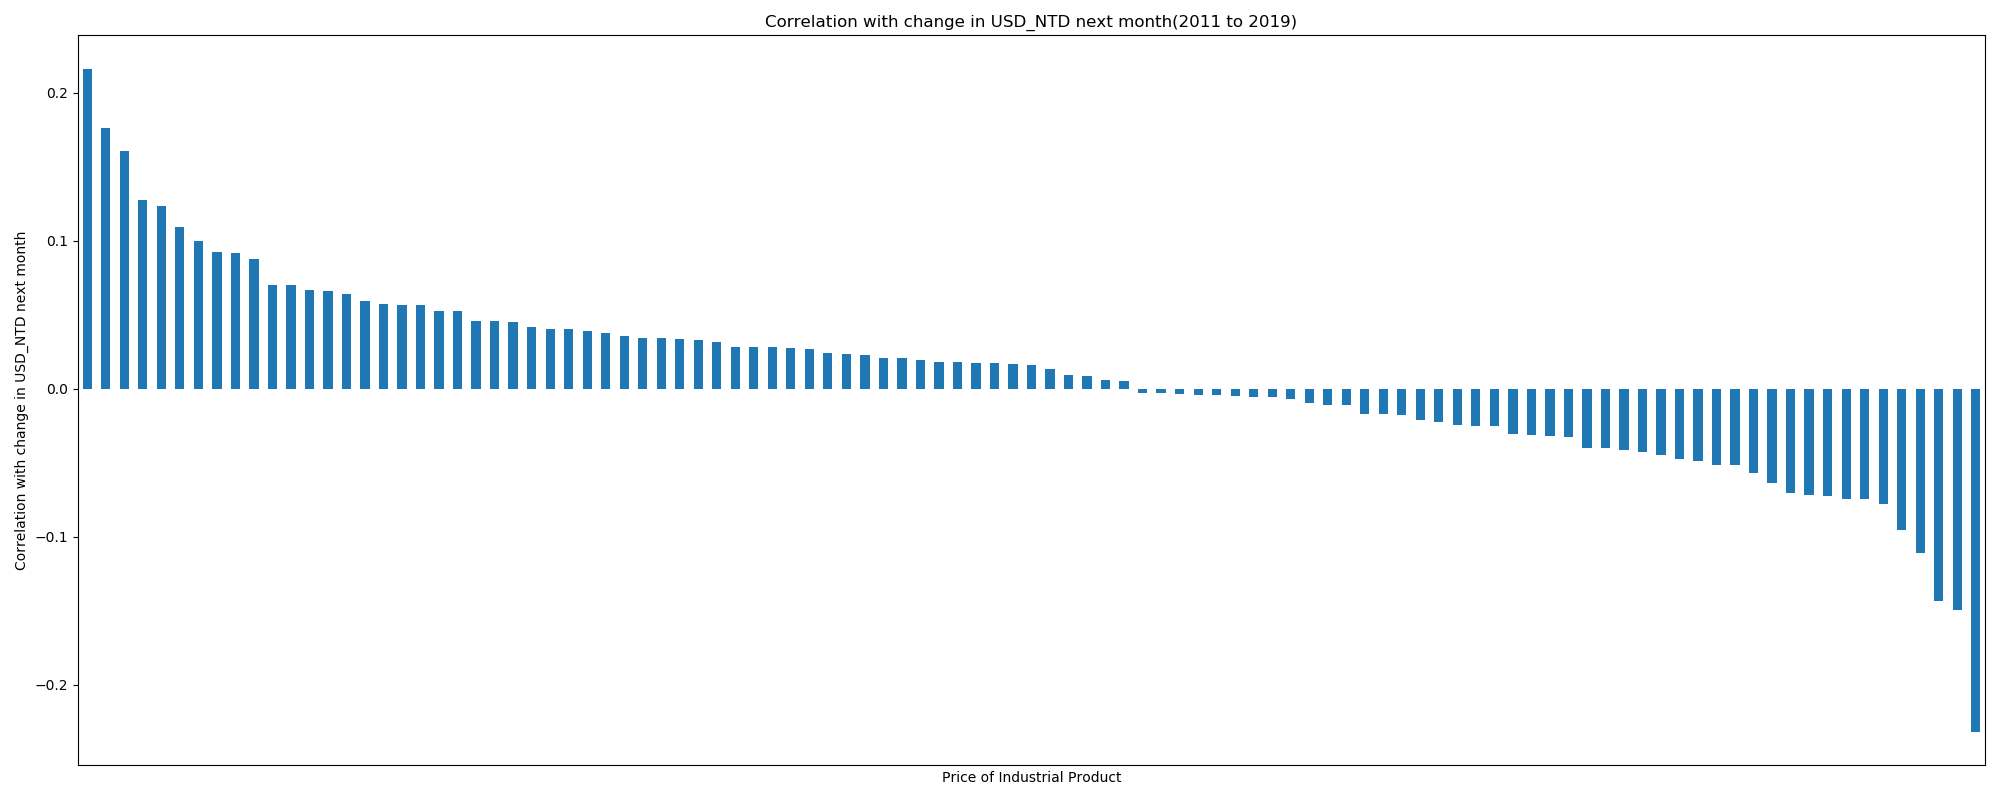 Correlation with change in USD_NTD next month(2011 to 2019)
Correlation with change in USD_NTD next month
0.2
0.1
0.0
−0.1
−0.2
Price of Industrial Product